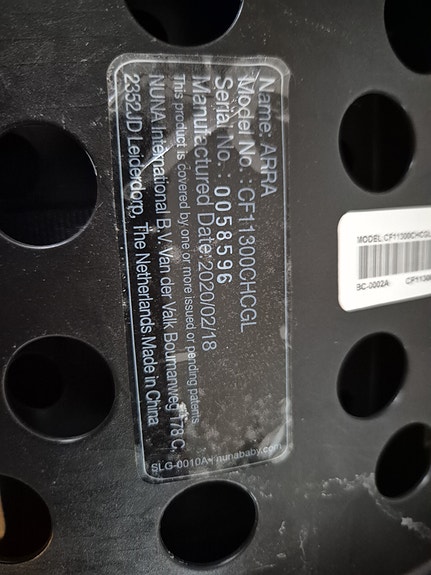 Name: ARRA
Model No.: CF11300CHCGL
Serial No.: 0058596
Manufactured Date: 2020/02/18
This product is covered by one or more issued or pending patents
NUNA International B.V. Van der Valk Boumanweg 178 C,
2352JD Leiderdorp, The Netherlands Made in China
SLG-0010A nunababy.com
MODEL:CF11300CHCGL
BC-0002A CF1130